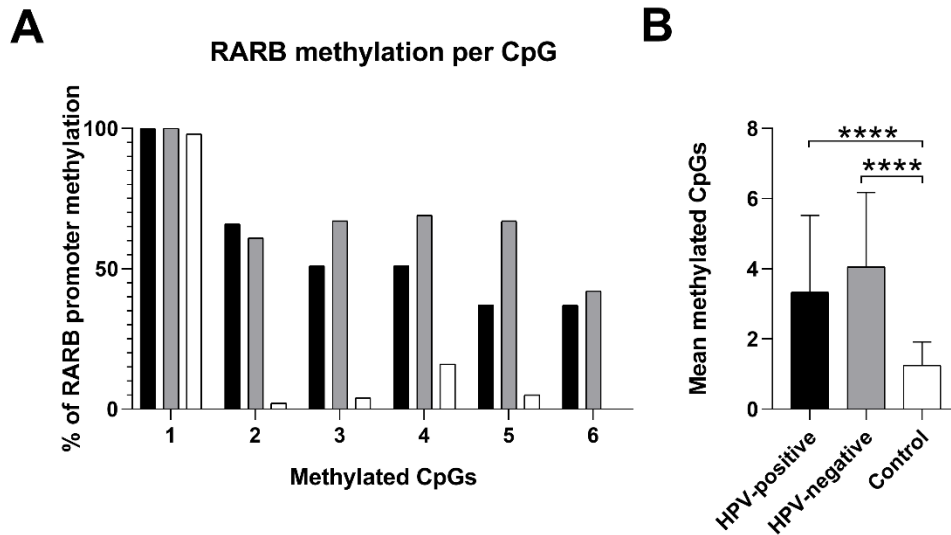 A
RARB methylation per CpG
% of RARB promoter methylation
100
50
0
1 2 3 4 5 6
Methylated CpGs
B
Mean methylated CpGs
8
6
4
2
0
****
****
HPV-positive
HPV-negative
Control